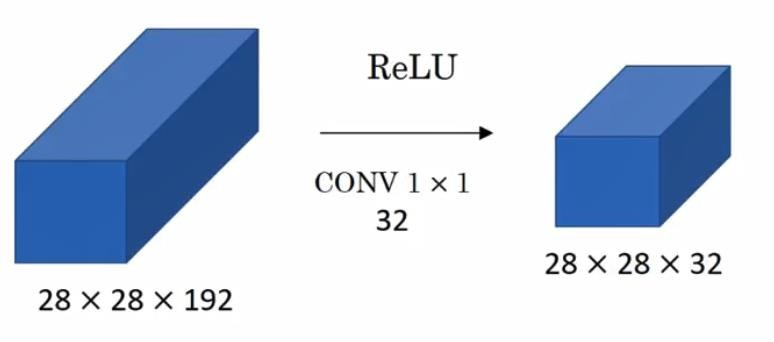 ReLU
CONV 1 × 1
32
28 × 28 × 192
28 × 28 × 32